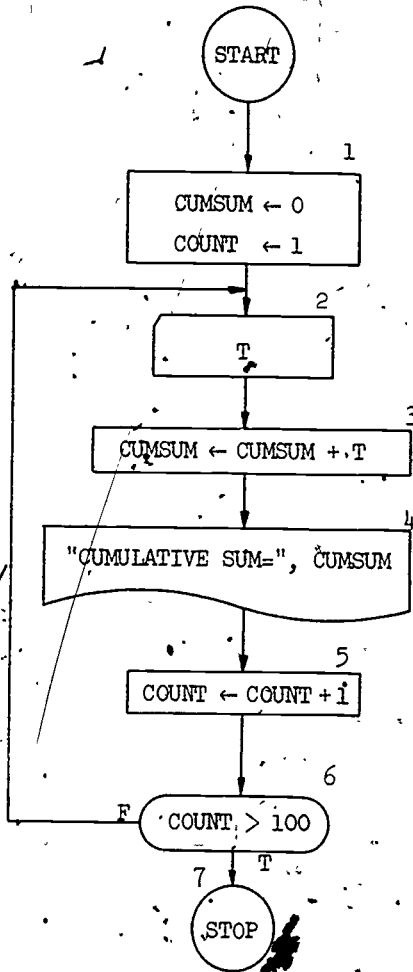 START
1
CUMSUM ← 0
COUNT ← 1
2
T
3
CUMSUM ← CUMSUM + T
4
"CUMULATIVE SUM=", CUMSUM
5
COUNT ← COUNT + 1
6
F
COUNT > 100
T
7
STOP